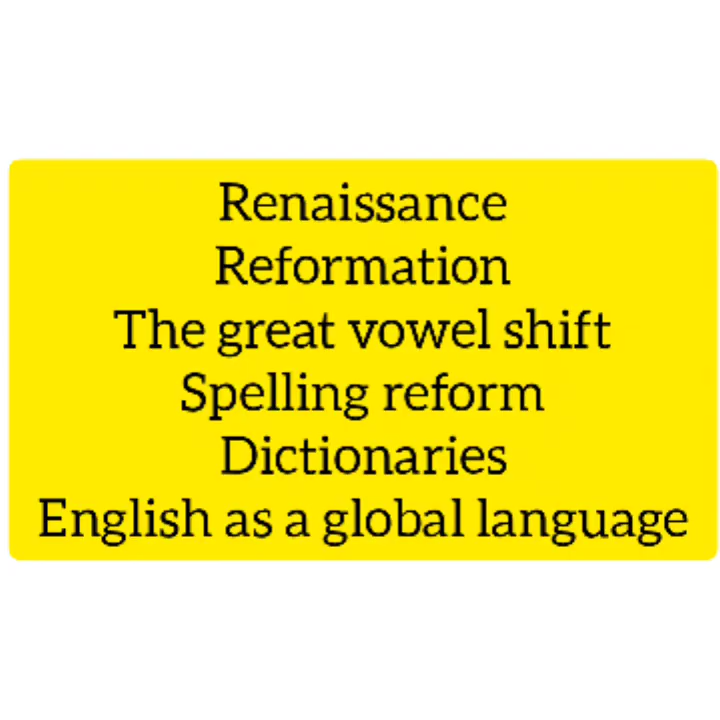 Renaissance
Reformation
The great vowel shift
Spelling reform
Dictionaries
English as a global language